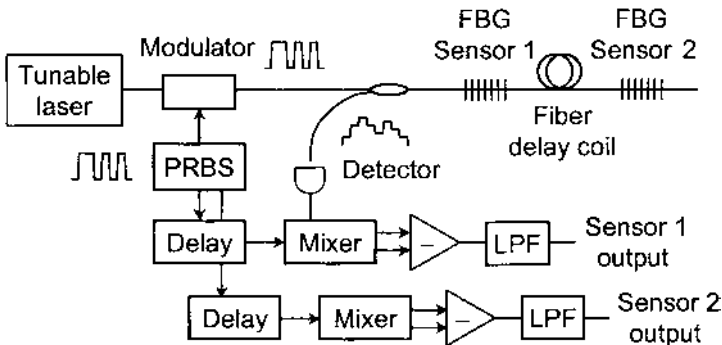 FBG
Sensor 1
FBG
Sensor 2
Modulator
Tunable
laser
Fiber
delay coil
PRBS
Detector
Delay
Mixer
–
LPF
Sensor 1
output
Delay
Mixer
–
LPF
Sensor 2
output